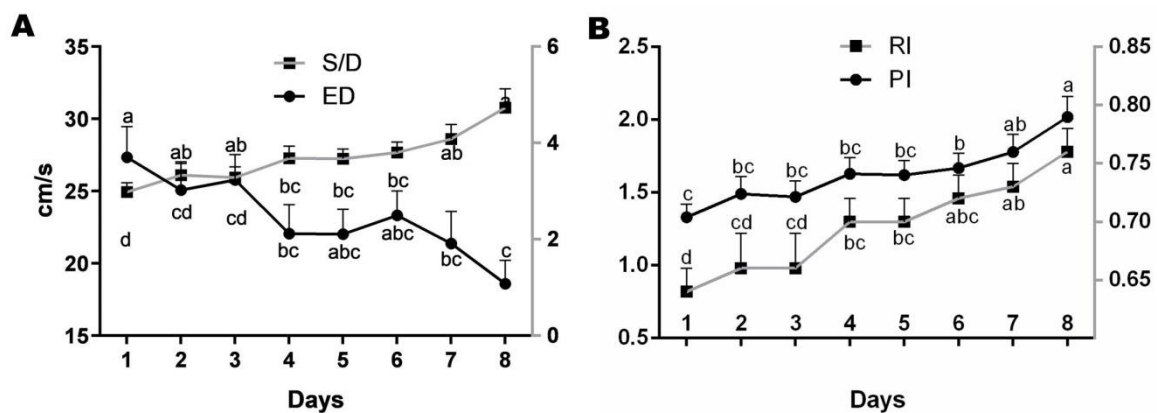 A
35
30
25
20
15
cm/s
S/D
ED
6
4
2
0
a
ab
ab
bc
bc
bc
ab
a
d
cd
cd
bc
abc
abc
bc
c
1 2 3 4 5 6 7 8
Days
B
2.5
2.0
1.5
1.0
0.5
RI
PI
0.85
0.80
0.75
0.70
0.65
c
bc
bc
bc
bc
b
ab
a
d
cd
cd
bc
bc
abc
ab
a
1 2 3 4 5 6 7 8
Days